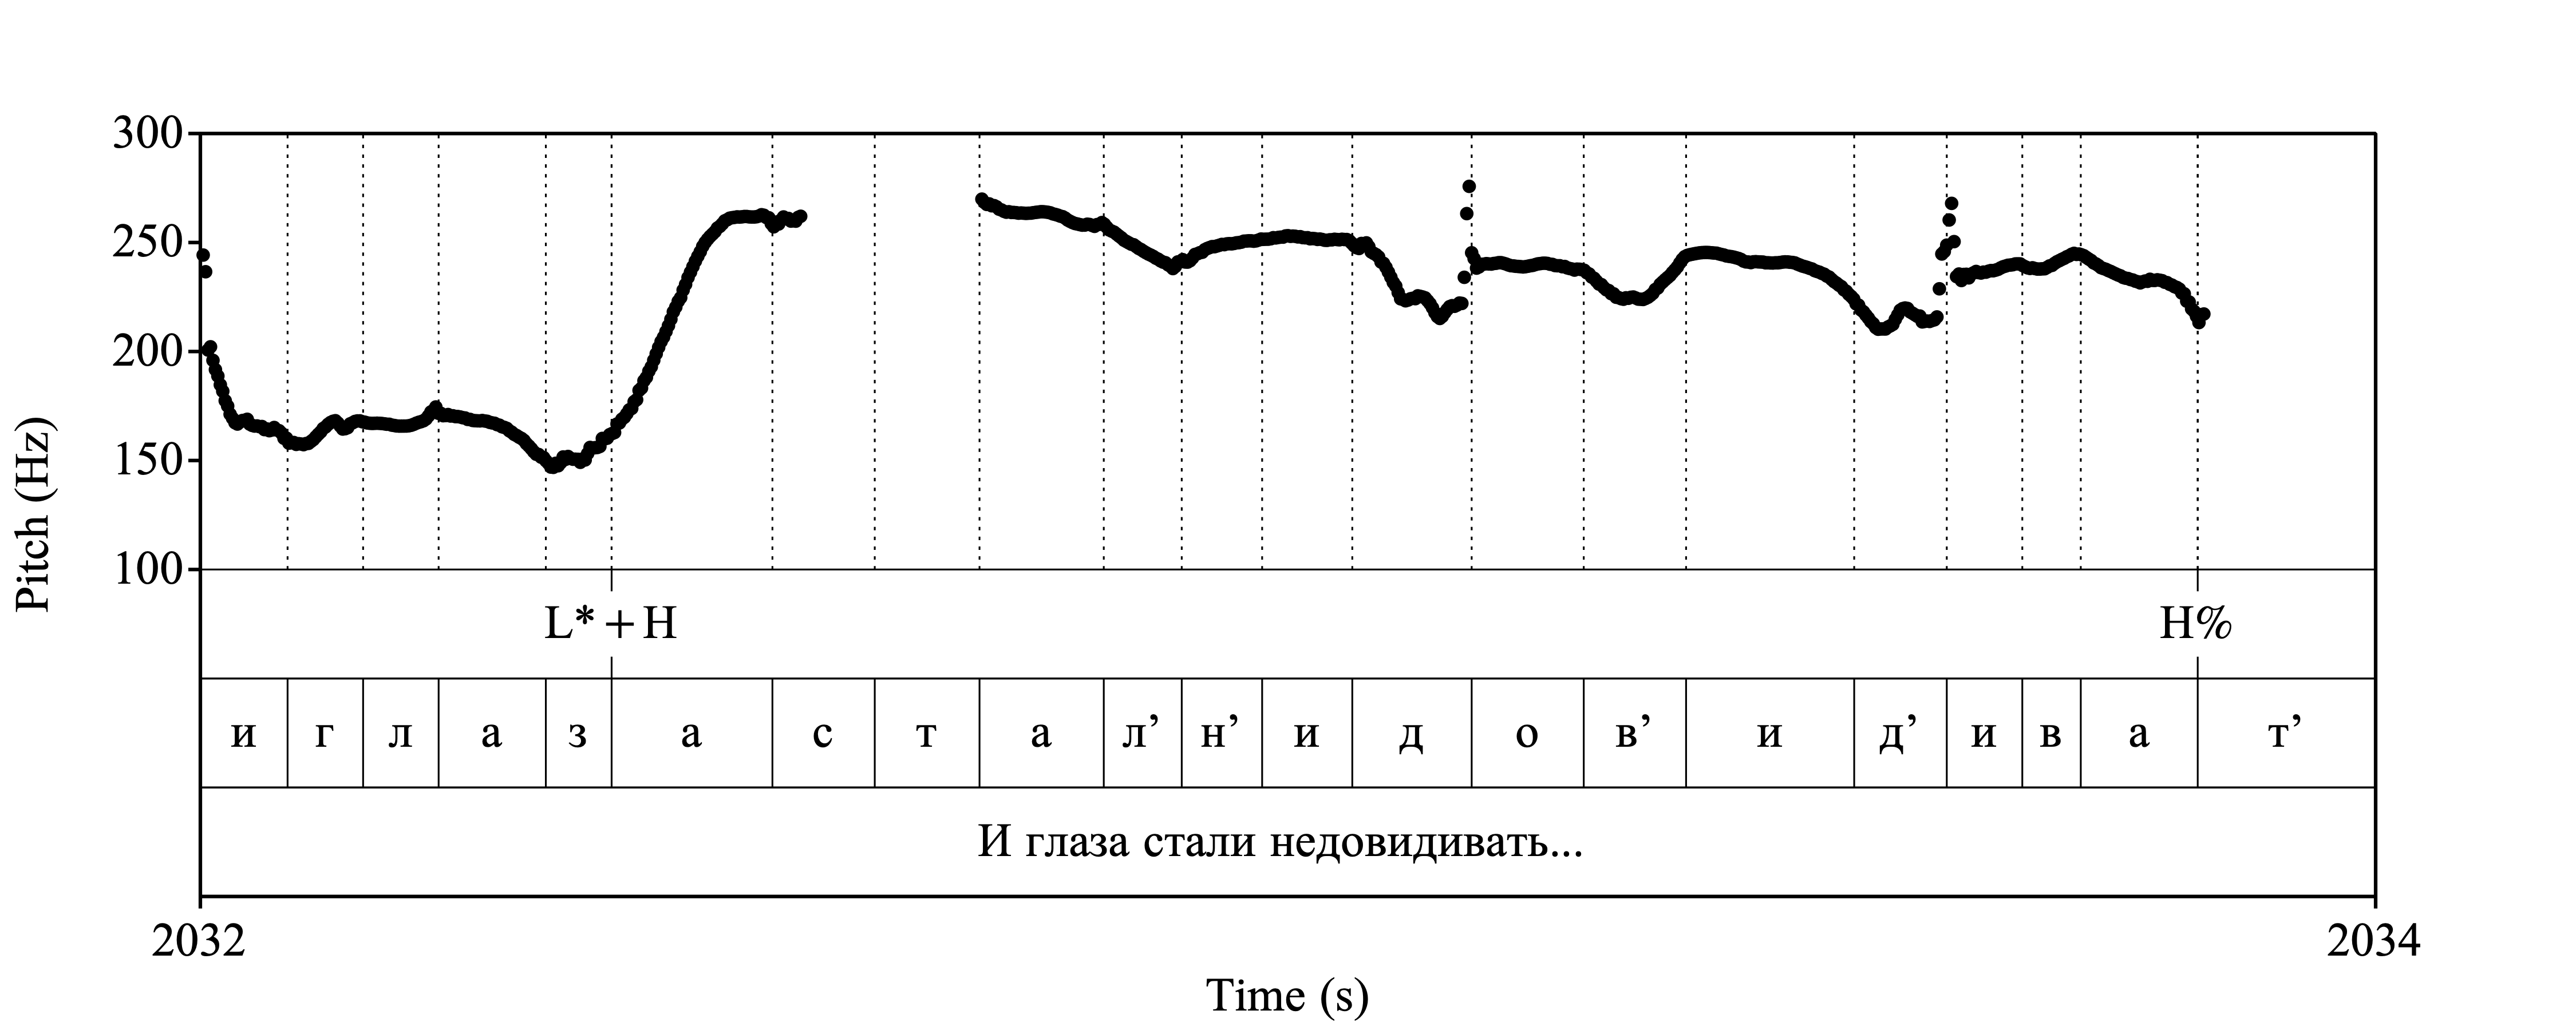 300
250
200
150
100
Pitch (Hz)
L*+H H%
и г л а з а с т а л’ н’ и д о в’ и д’ и в а т’
И глаза стали недовидивать...
2032 2034
Time (s)